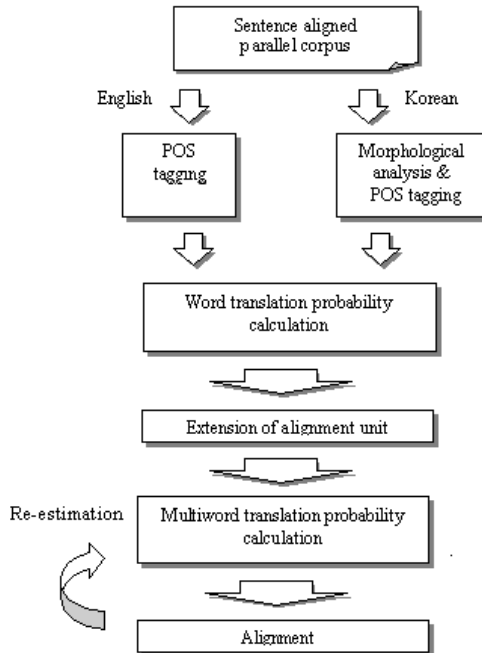 Sentence aligned
parallel corpus
English
Korean
POS
tagging
Morphological
analysis &
POS tagging
Word translation probability
calculation
Extension of alignment unit
Re-estimation
Multiword translation probability
calculation
Alignment